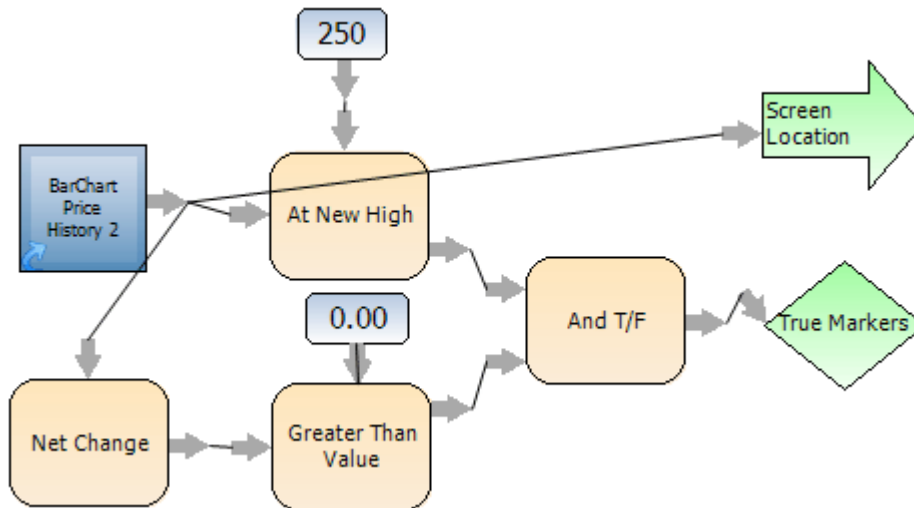 250
Screen
Location
BarChart
Price
History 2
At New High
0.00
And T/F
True Markers
Net Change
Greater Than
Value